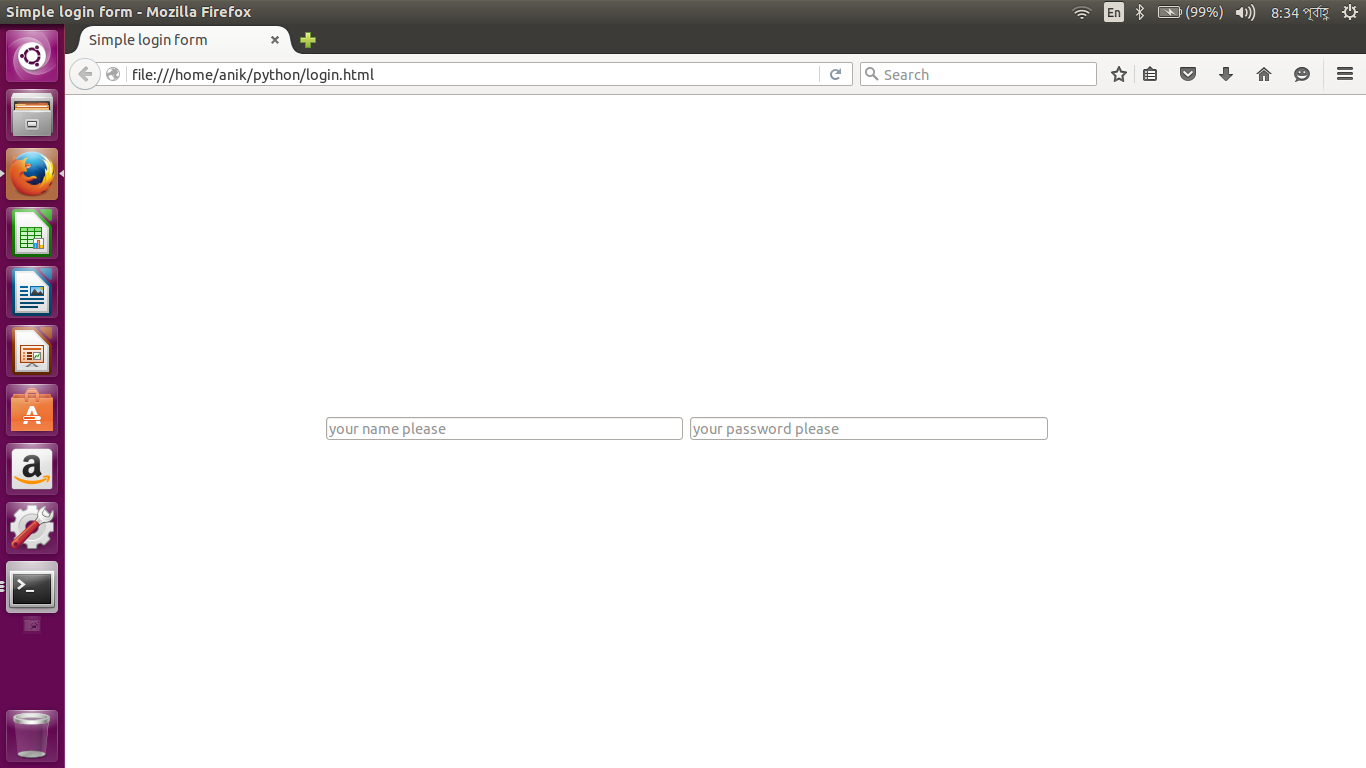 Simple login form - Mozilla Firefox
En
(99%)
8:34 পূর্বাহ্ণ
Simple login form
file:///home/anik/python/login.html
Search
your name please
your password please